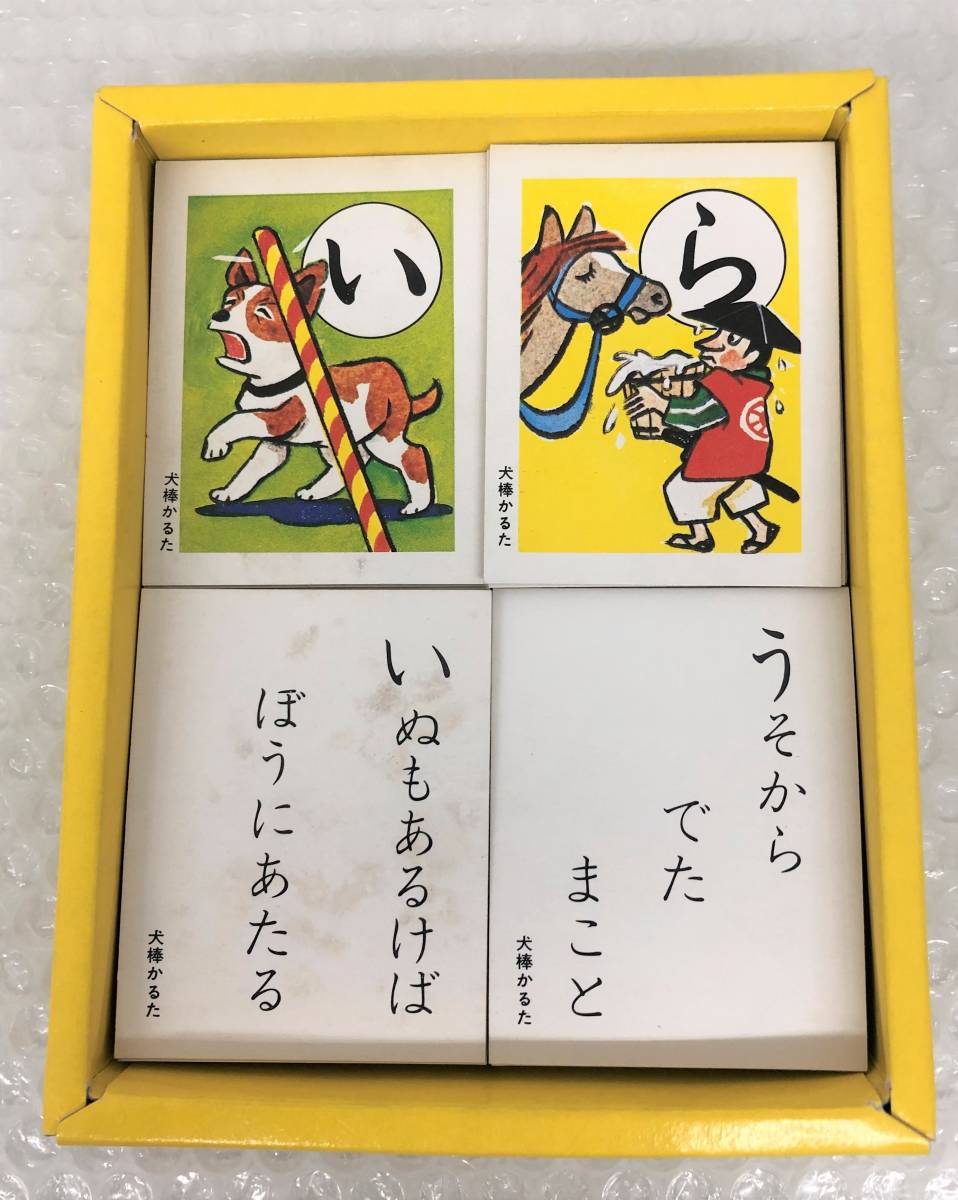 い
犬棒かるた
ら
犬棒かるた
いぬもあるけば
ぼうにあたる
犬棒かるた
うそから
でた
まこと
犬棒かるた